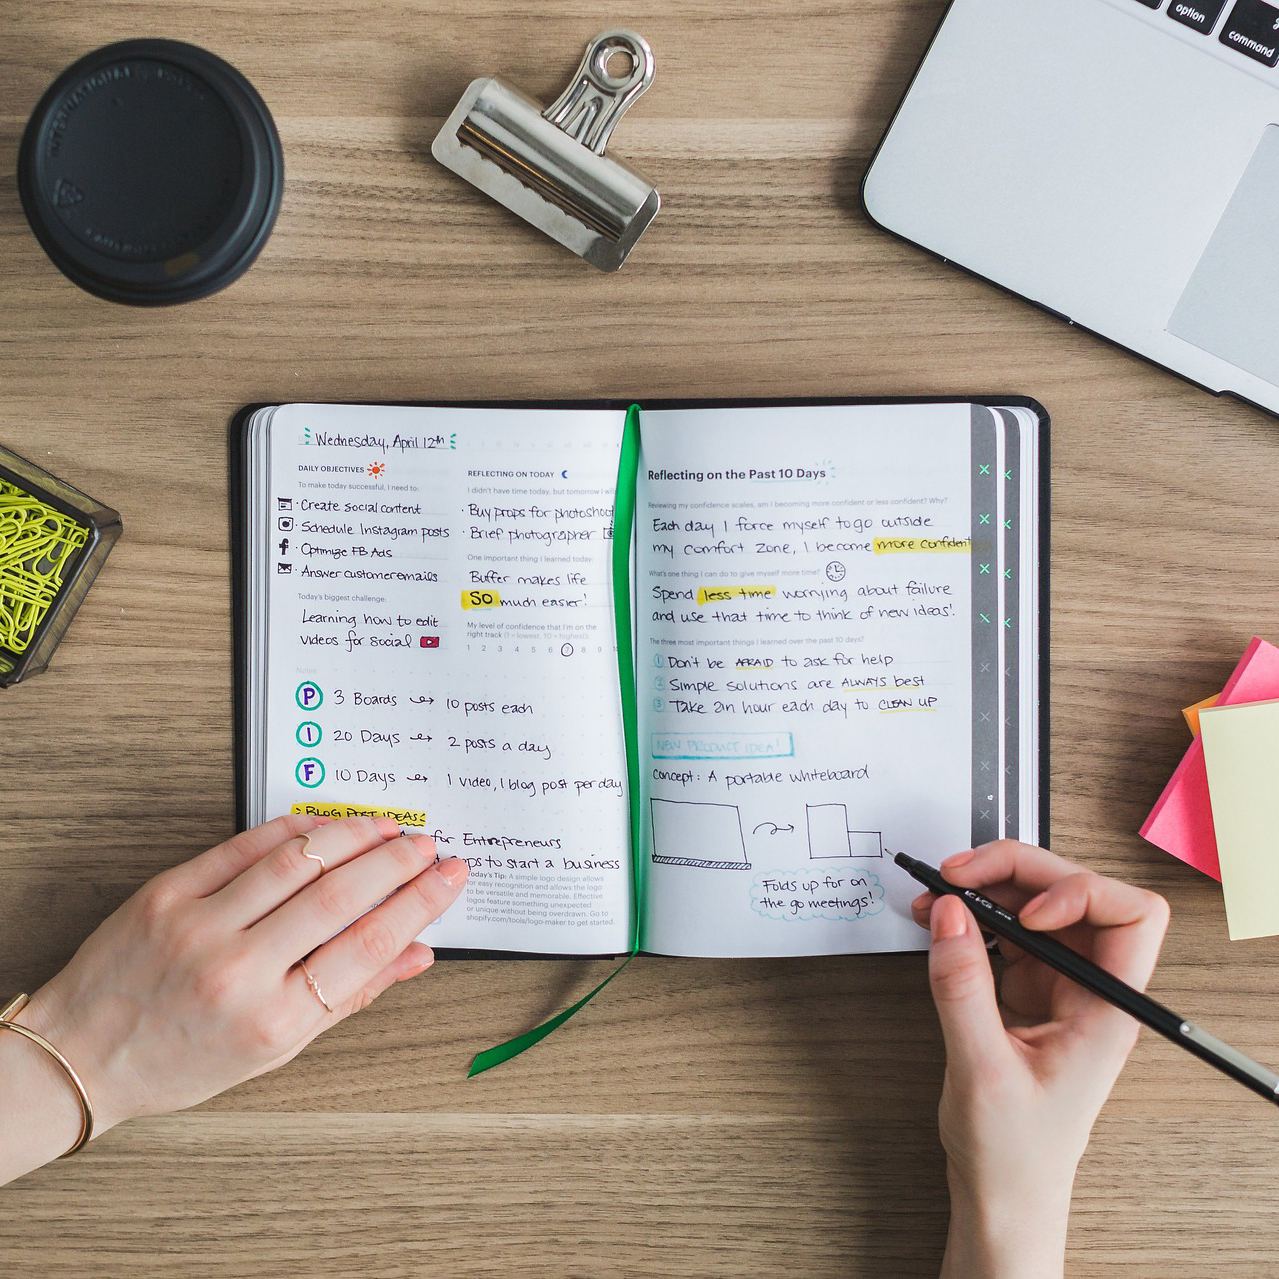 option
command
Wednesday, April 12th
DAILY OBJECTIVES
To make today successful, I need to:
· Create social content
· Schedule Instagram posts
· Optimize FB Ads
· Answer customer emails
Today's biggest challenge:
Learning how to edit
videos for social
Notes
P 3 Boards → 10 posts each
I 20 Days → 2 posts a day
F 10 Days → 1 video, 1 blog post per day
BLOG POST IDEAS
for Entrepreneurs
to start a business
REFLECTING ON TODAY
I didn't have time today, but tomorrow I will
· Buy props for photoshoot
· Brief photographer
One important thing I learned today:
Buffer makes life
SO much easier!
My level of confidence that I'm on the
right track (1 = lowest, 10 = highest):
1 2 3 4 5 6 7 8 9
Today's Tip: A simple logo design allows
for easy recognition and allows the logo
to be versatile and memorable. Effective
logos feature something unexpected
or unique without being overdrawn. Go to
shopify.com/tools/logo-maker to get started.
Reflecting on the Past 10 Days
Reviewing my confidence scales, am I becoming more confident or less confident? Why?
Each day I force myself to go outside
my comfort zone, I become more confident
What's one thing I can do to give myself more time?
Spend less time worrying about failure
and use that time to think of new ideas!
The three most important things I learned over the past 10 days?
1 Don't be AFRAID to ask for help
2 Simple solutions are ALWAYS best
3 Take an hour each day to CLEAN UP
NEW PRODUCT IDEA!
Concept: A portable whiteboard
Folds up for on
the go meetings!